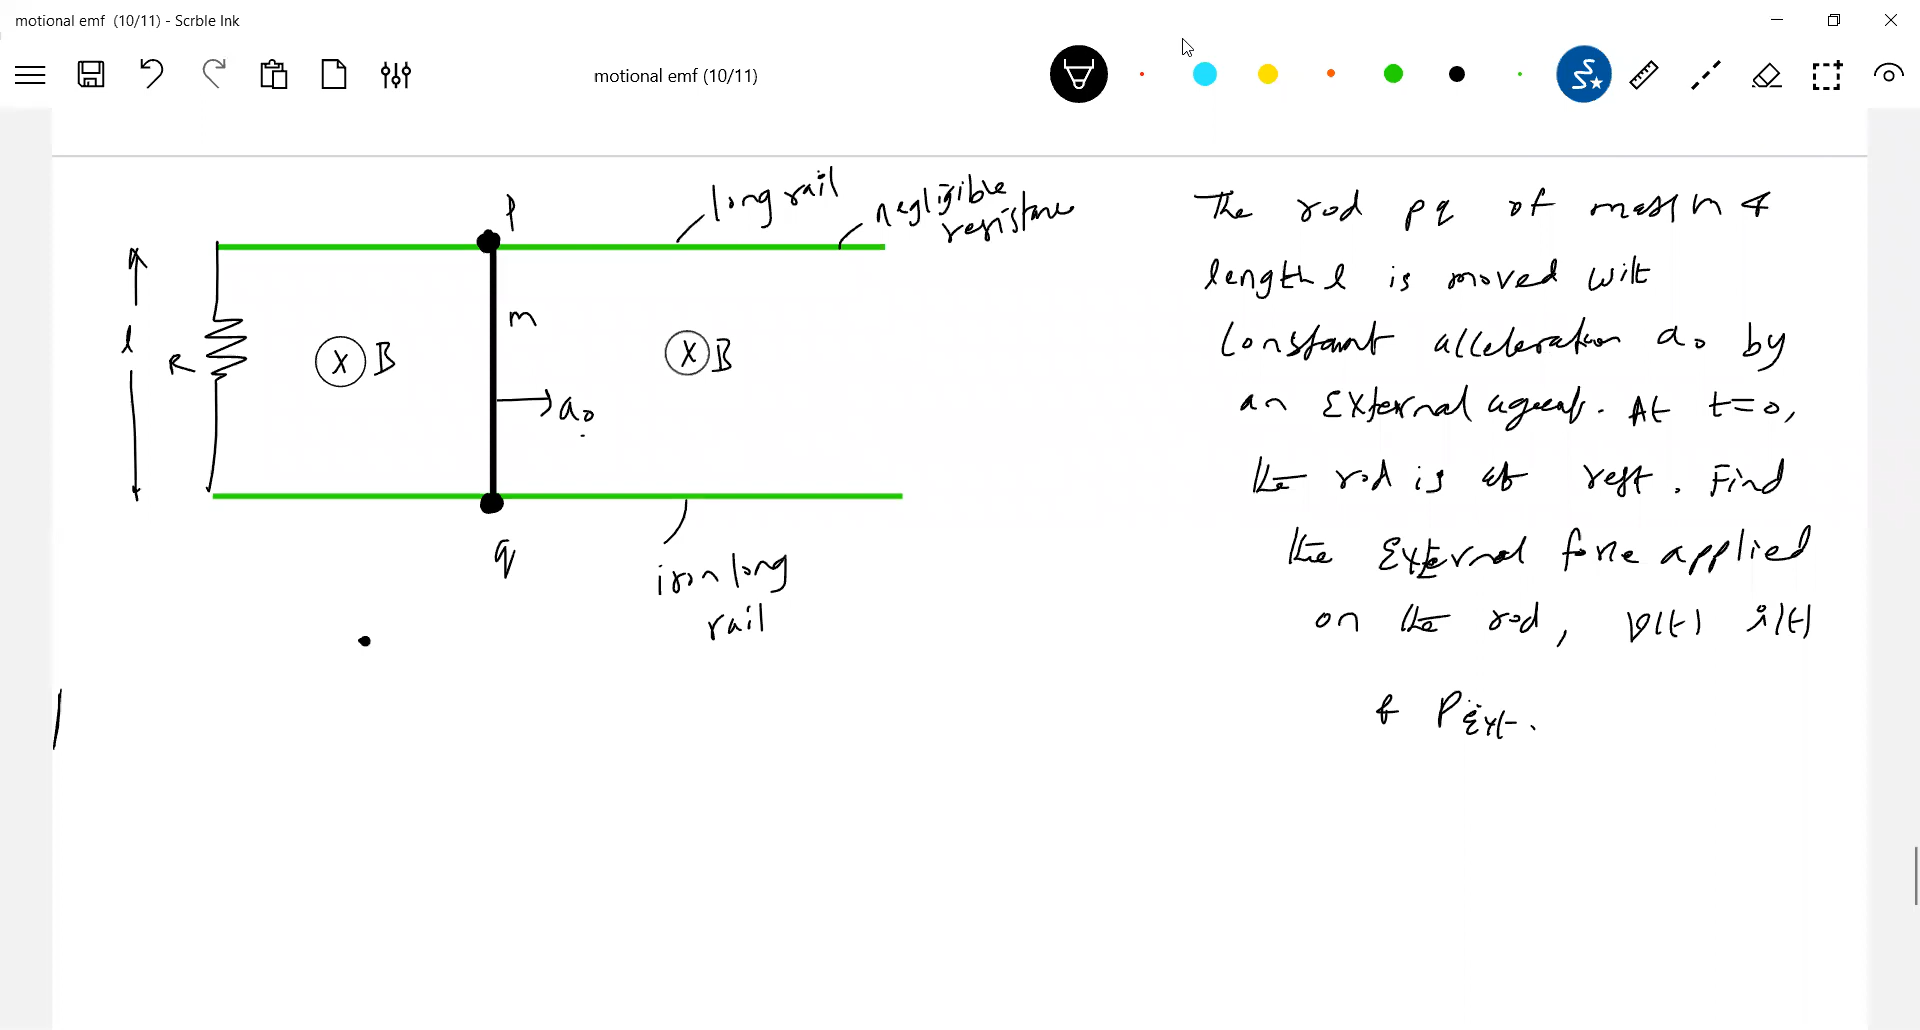 motional emf (10/11) - Scrble Ink
motional emf (10/11)
P
long rail
negligible
resistance
l
R
B
m
a₀
B
q
iron long
rail
The rod pq of mass m &
length l is moved with
constant acceleration a₀ by
an External agent. At t=0,
the rod is at rest. Find
the External force applied
on the rod, v(t) i(t)
& P Ext.